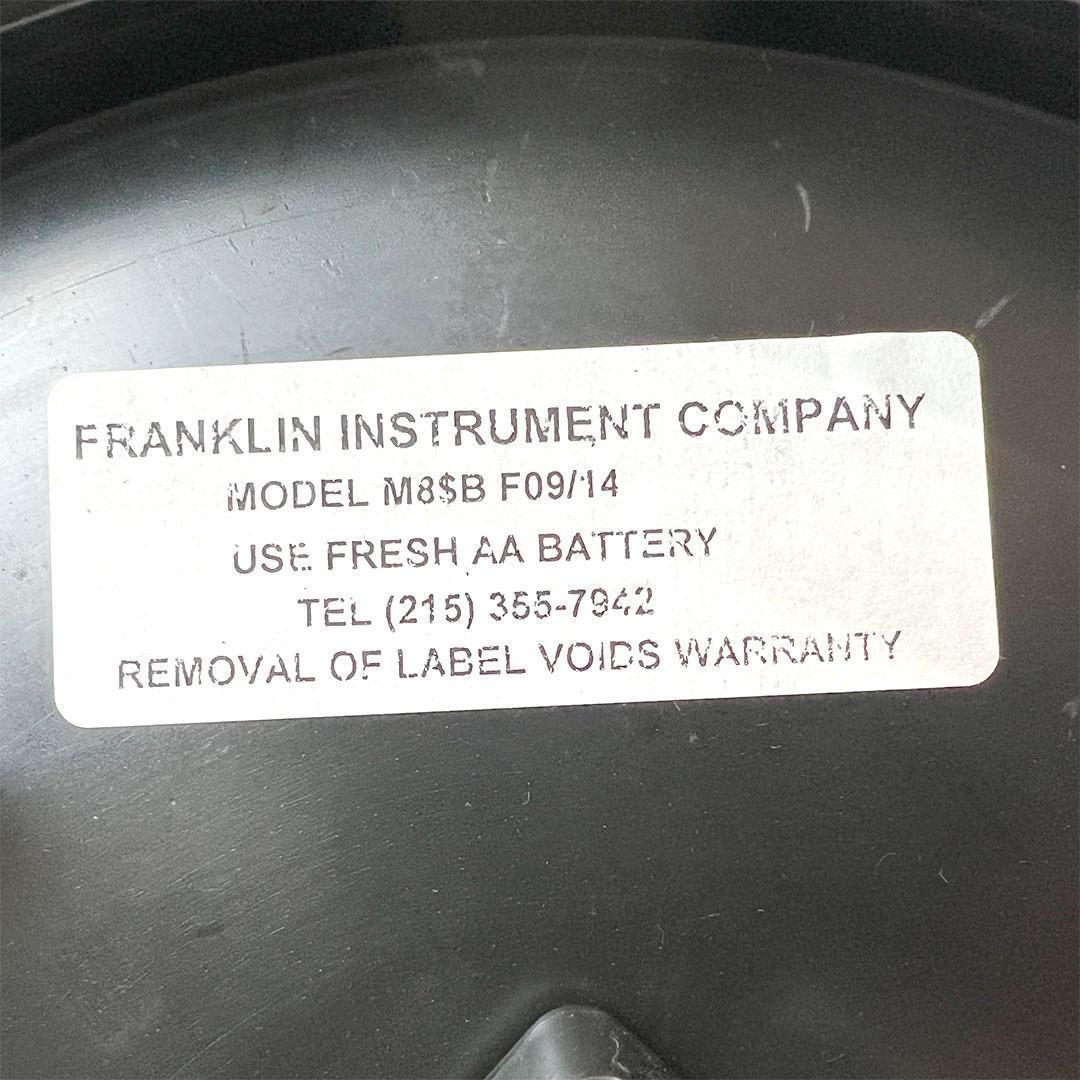 FRANKLIN INSTRUMENT COMPANY
MODEL M8$B F09/14
USE FRESH AA BATTERY
TEL (215) 355-7942
REMOVAL OF LABEL VOIDS WARRANTY